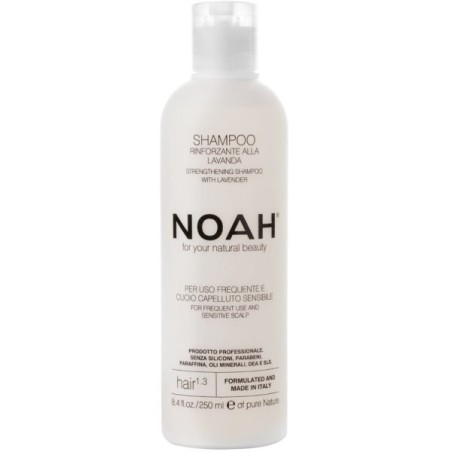 SHAMPOO
RINFORZANTE ALLA
LAVANDA
STRENGTHENING SHAMPOO
WITH LAVENDER
NOAH®
for your natural beauty
PER USO FREQUENTE E
CUOIO CAPELLUTO SENSIBILE
FOR FREQUENT USE AND
SENSITIVE SCALP
PRODOTTO PROFESSIONALE.
SENZA SILICONI, PARABENI,
PARAFFINA, OLI MINERALI, DEA E SLS.
hair1.3
FORMULATED AND
MADE IN ITALY
8.4 fl.oz./250 ml e of pure Nature